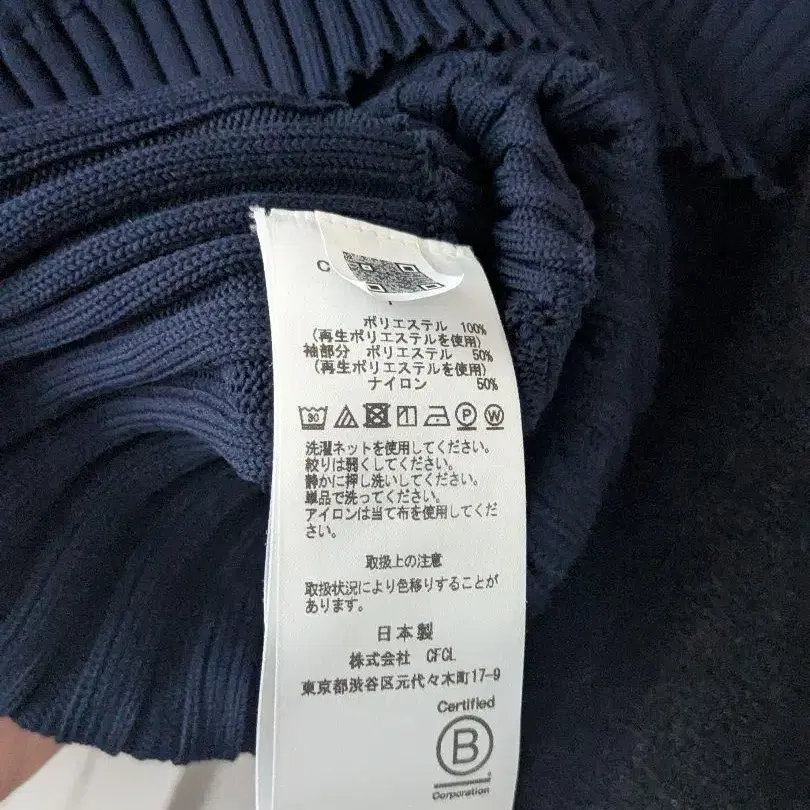 C
ポリエステル 100%
(再生ポリエステルを使用)
袖部分 ポリエステル 50%
(再生ポリエステルを使用)
ナイロン 50%
30 P W
洗濯ネットを使用してください。
絞りは弱くしてください。
静かに押し洗いしてください。
単品で洗ってください。
アイロンは当て布を使用してくだ
さい。
取扱上の注意
取扱状況により色移りすることが
あります。
日本製
株式会社 CFCL
東京都渋谷区元代々木町17-9
Certified
B
Corporation